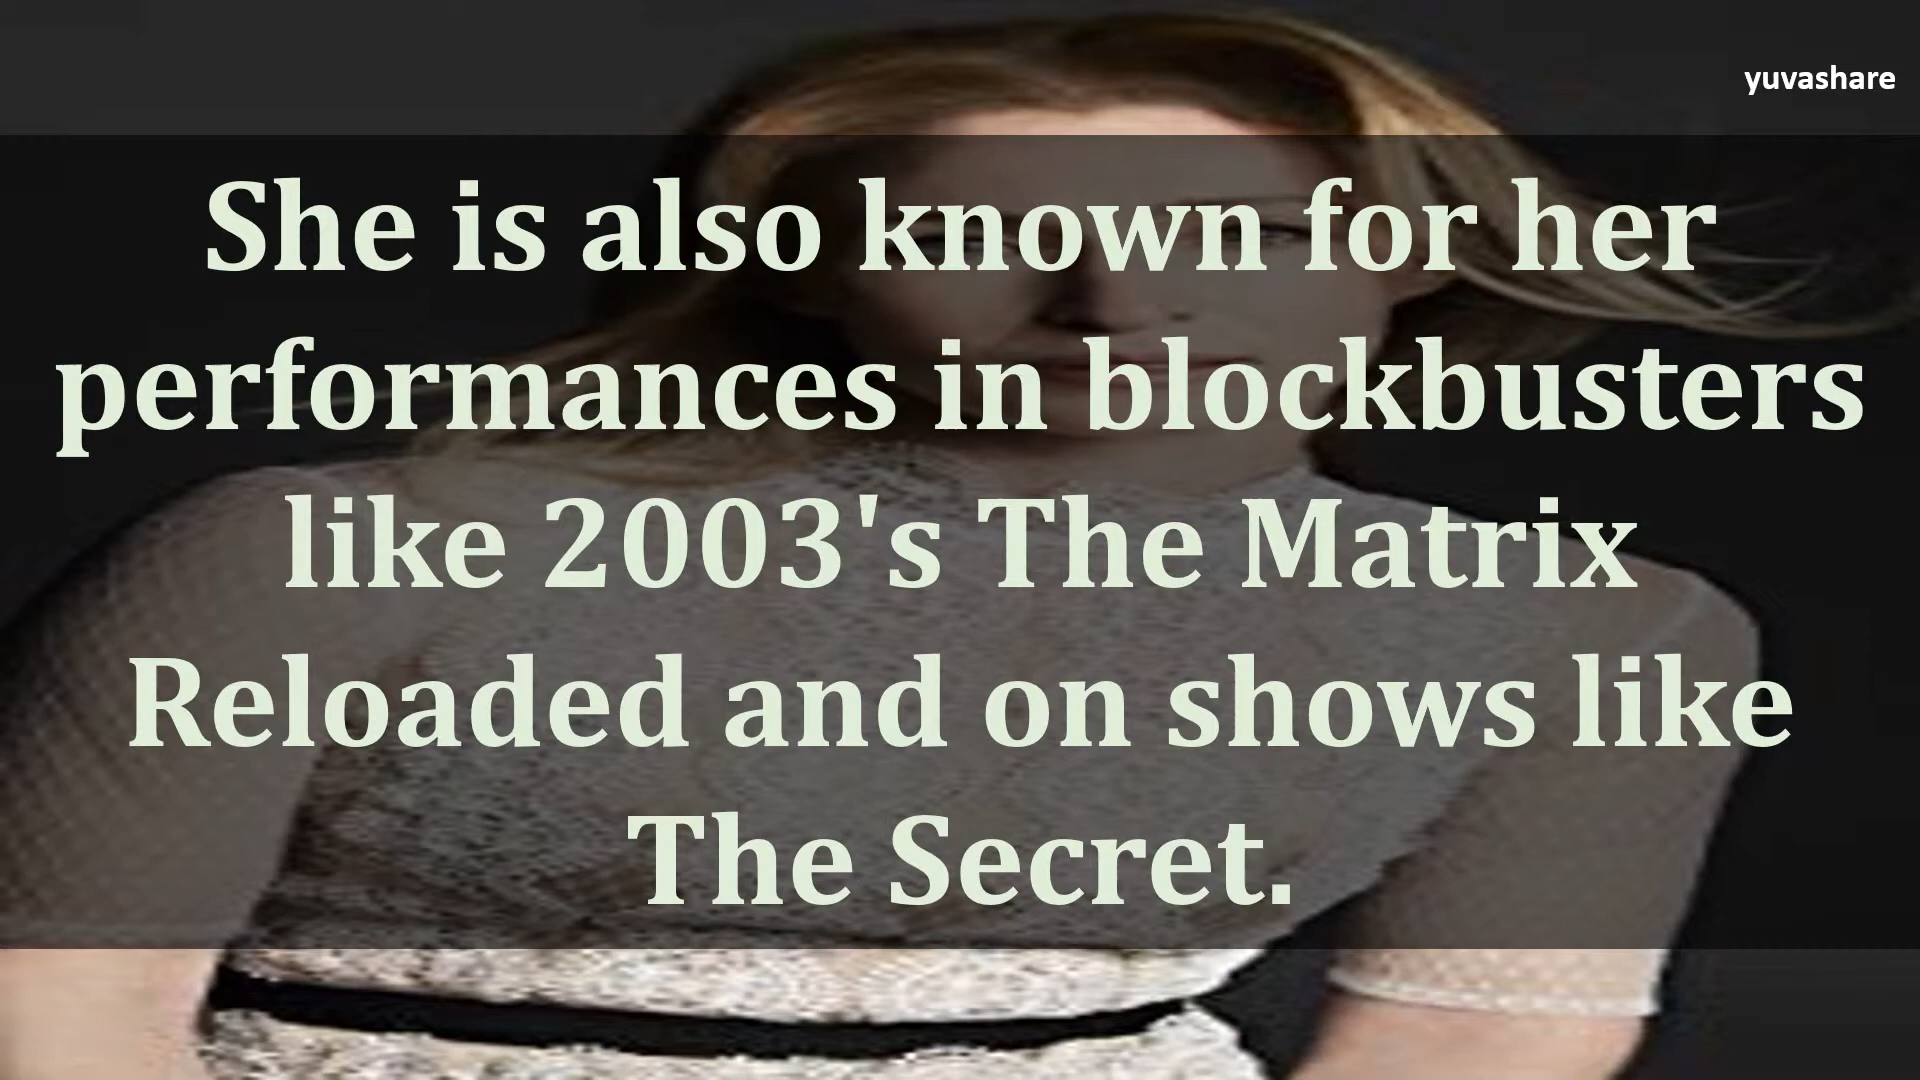 yuvashare
She is also known for her
performances in blockbusters
like 2003's The Matrix
Reloaded and on shows like
The Secret.